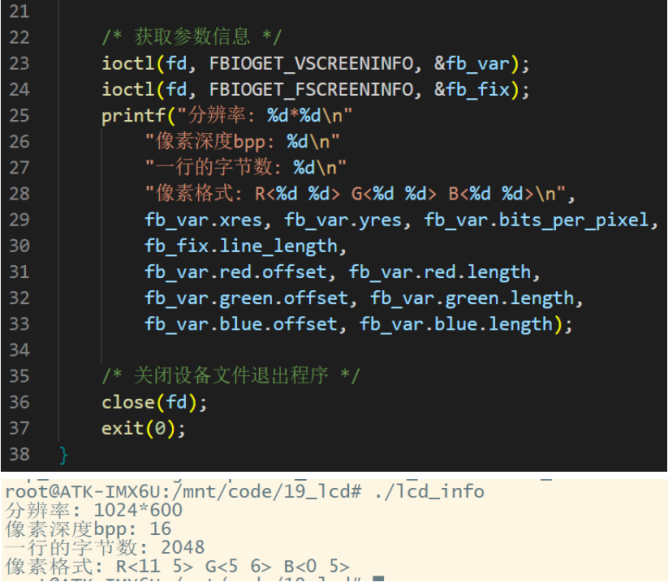 21
22 /* 获取参数信息 */
23 ioctl(fd, FBIOGET_VSCREENINFO, &fb_var);
24 ioctl(fd, FBIOGET_FSCREENINFO, &fb_fix);
25 printf("分辨率: %d*%d\n"
26 "像素深度bpp: %d\n"
27 "一行的字节数: %d\n"
28 "像素格式: R<%d %d> G<%d %d> B<%d %d>\n",
29 fb_var.xres, fb_var.yres, fb_var.bits_per_pixel,
30 fb_fix.line_length,
31 fb_var.red.offset, fb_var.red.length,
32 fb_var.green.offset, fb_var.green.length,
33 fb_var.blue.offset, fb_var.blue.length);
34
35 /* 关闭设备文件退出程序 */
36 close(fd);
37 exit(0);
38 }
root@ATK-IMX6U:/mnt/code/19_lcd# ./lcd_info
分辨率: 1024*600
像素深度bpp: 16
一行的字节数: 2048
像素格式: R<11 5> G<5 6> B<0 5>